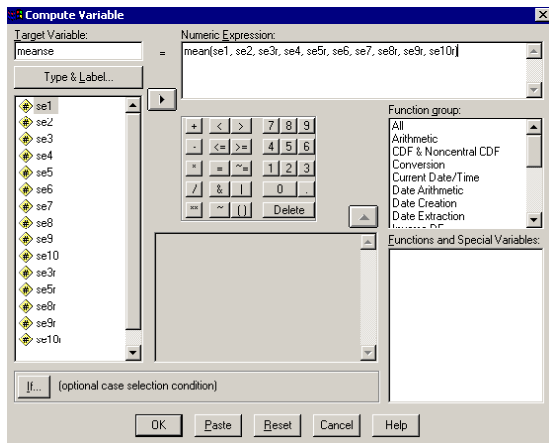 Compute Variable
Target Variable:
meanse
=
Numeric Expression:
mean(se1, se2, se3r, se4, se5r, se6, se7, se8r, se9r, se10r)
Type & Label...
se1
se2
se3
se4
se5
se6
se7
se8
se9
se10
se3r
se5r
se8r
se9r
se10r
+ < > 7 8 9
- <= >= 4 5 6
* = ~= 1 2 3
/ & | 0 .
** ~ () Delete
Function group:
All
Arithmetic
CDF & Noncentral CDF
Conversion
Current Date/Time
Date Arithmetic
Date Creation
Date Extraction
Functions and Special Variables:
If... (optional case selection condition)
OK Paste Reset Cancel Help